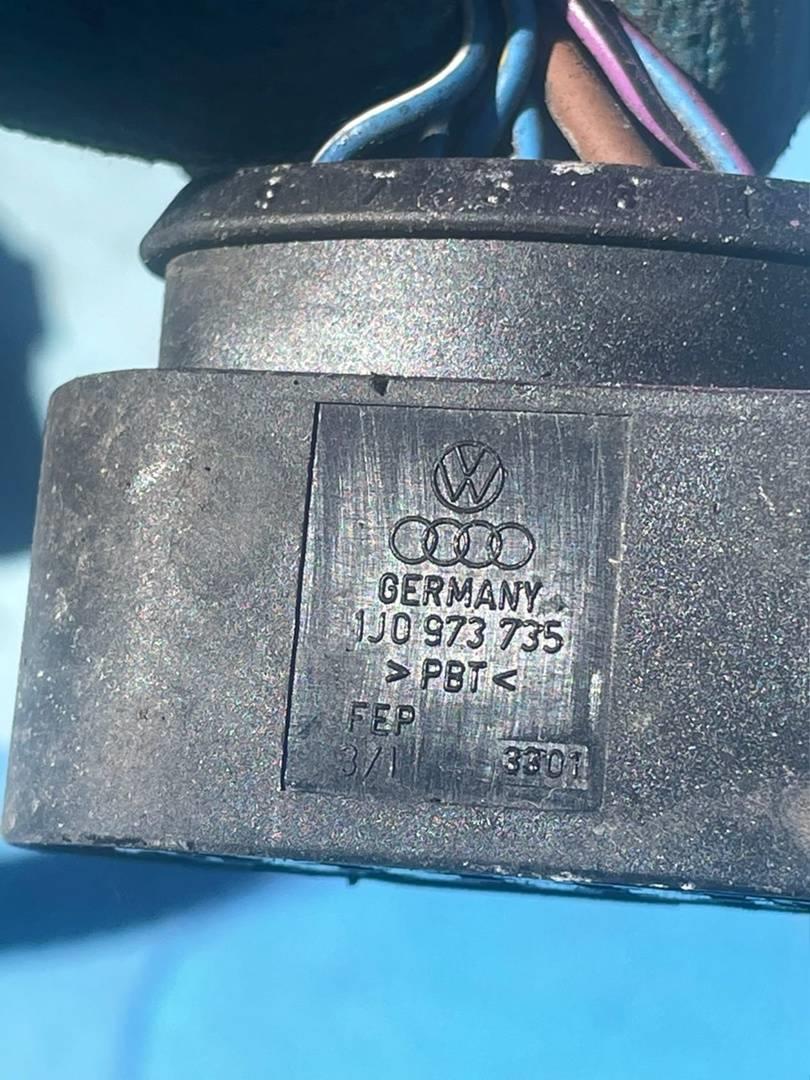 GERMANY
1J0 973 735
> PBT <
FEP
3/1 3301